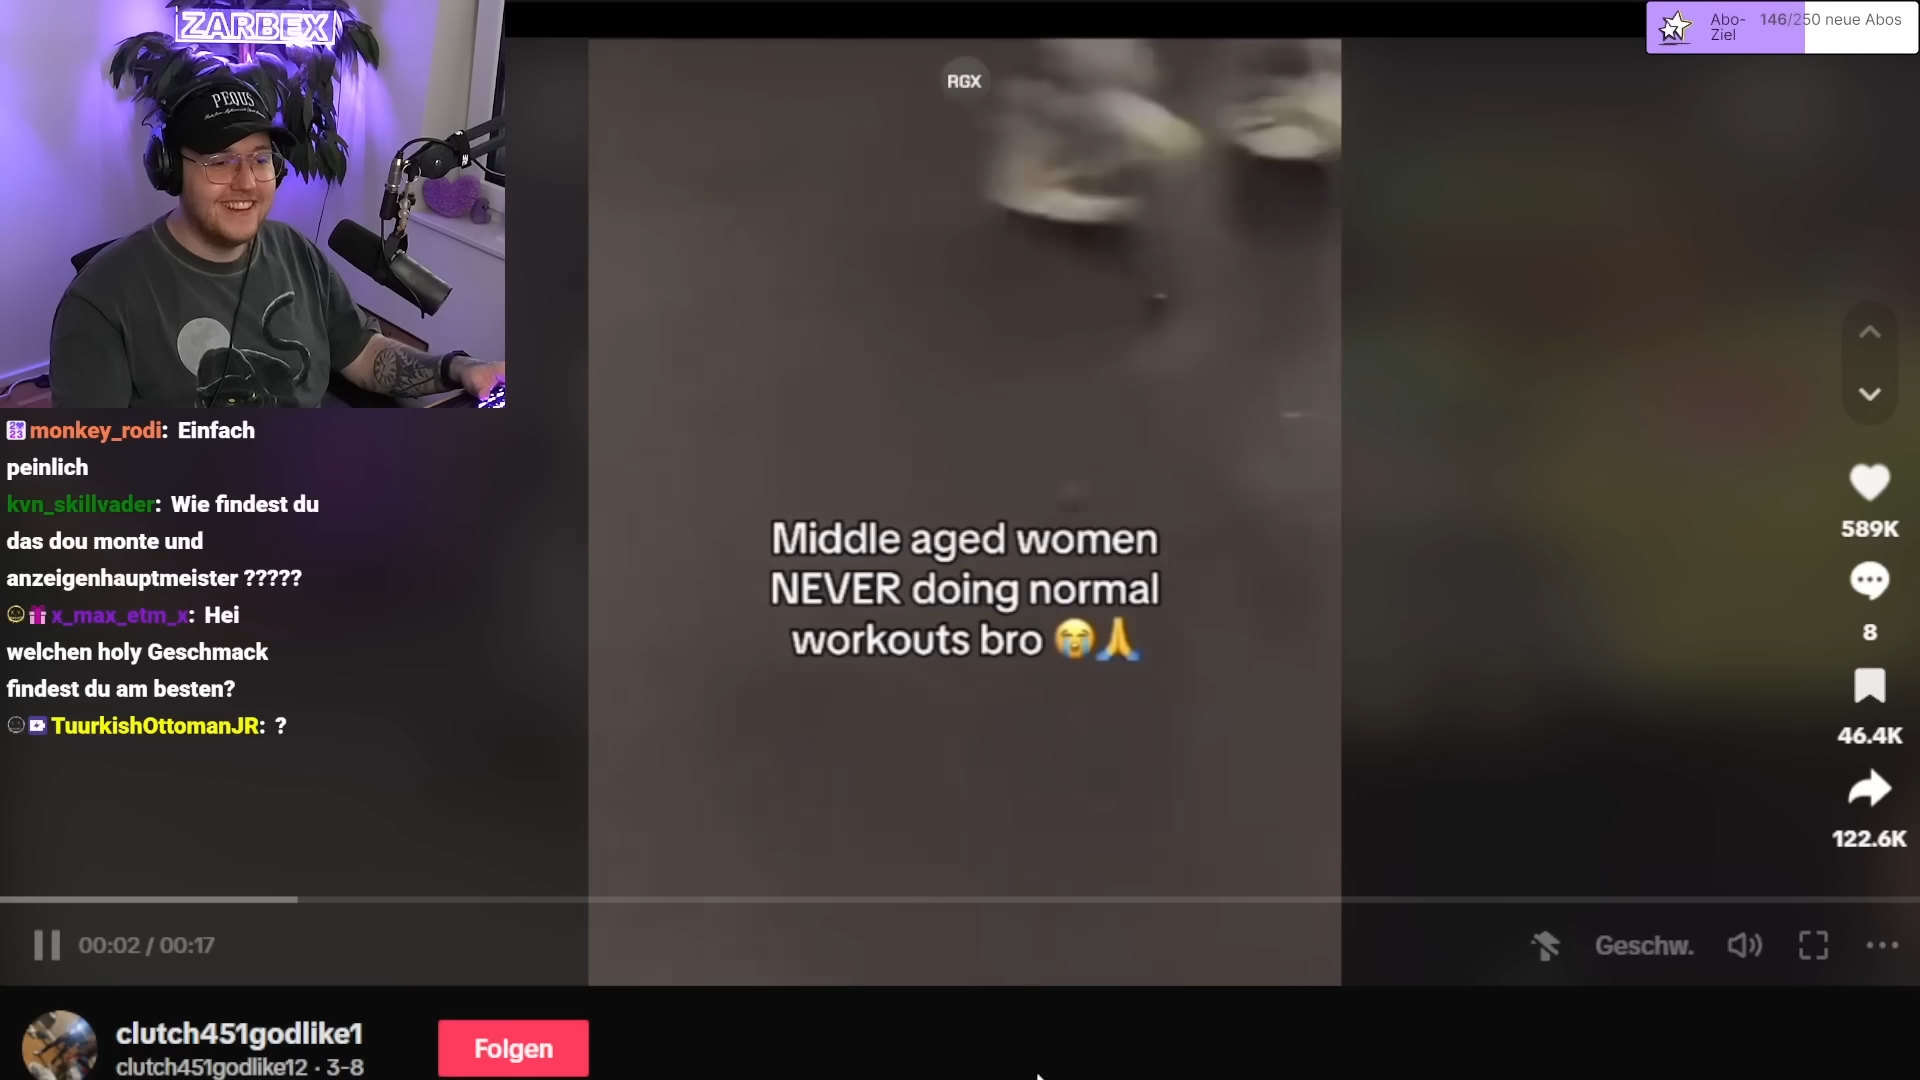 ZARBEX
PEQUS
Abo-Ziel 146/250 neue Abos
RGX
monkey_rodi: Einfach
peinlich
kvn_skillvader: Wie findest du
das dou monte und
anzeigenhauptmeister ?????
x_max_etm_x: Hei
welchen holy Geschmack
findest du am besten?
TuurkishOttomanJR: ?
Middle aged women
NEVER doing normal
workouts bro 😭🙏
589K
8
46.4K
122.6K
00:02 / 00:17
Geschw.
clutch451godlike1
clutch451godlike12 · 3-8
Folgen